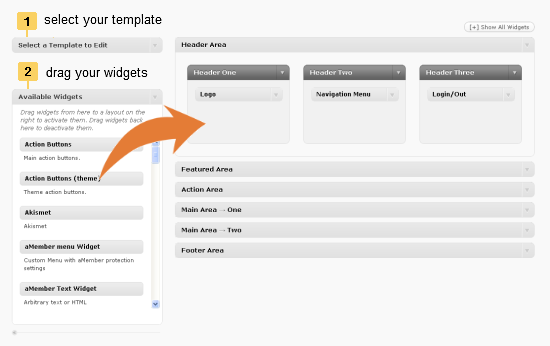 1 select your template
[+] Show All Widgets
Select a Template to Edit
2 drag your widgets
Available Widgets
Drag widgets from here to a layout on the
right to activate them. Drag widgets back
here to deactivate them.
Action Buttons
Main action buttons.
Action Buttons (theme)
Theme action buttons.
Akismet
Akismet
aMember menu Widget
Custom Menu with aMember protection
settings
aMember Text Widget
Arbitrary text or HTML
Header Area
Header One
Logo
Header Two
Navigation Menu
Header Three
Login/Out
Featured Area
Action Area
Main Area → One
Main Area → Two
Footer Area